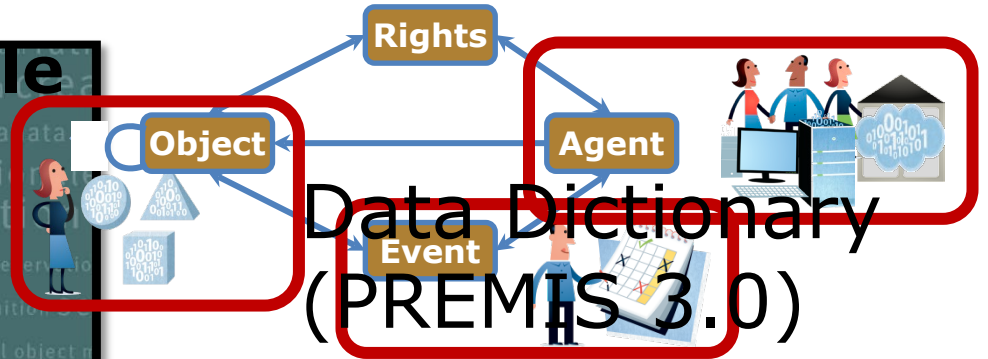 Rights
le
Object
Agent
Data Dictionary
Event
(PREMIS 3.0)